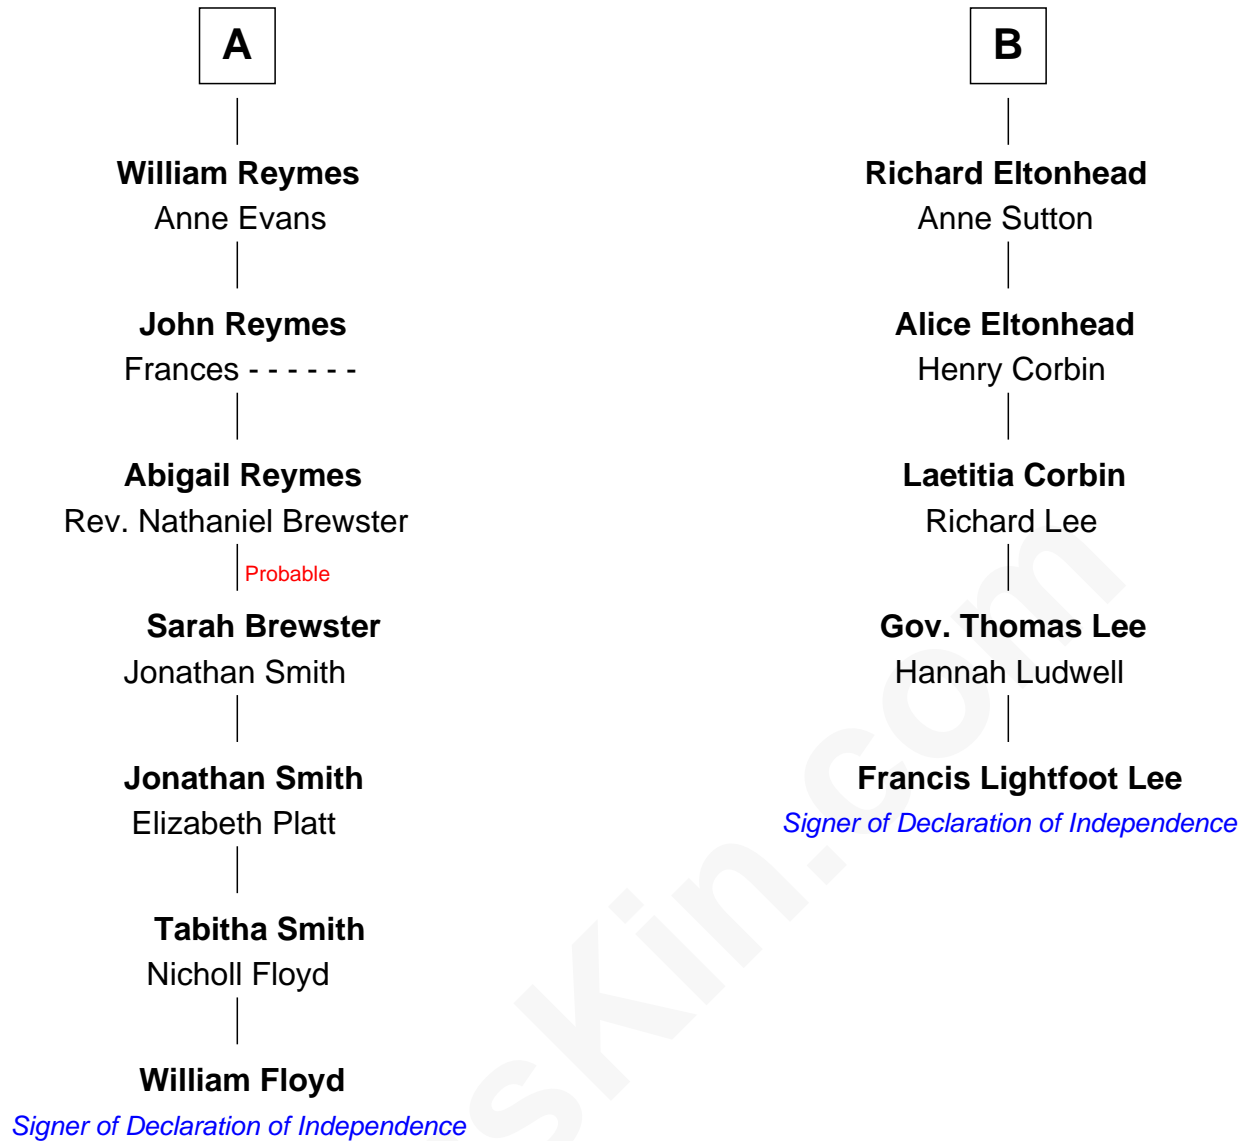 A
William Reymes
Anne Evans
John Reymes
Frances - - - - - -
Abigail Reymes
Rev. Nathaniel Brewster
Probable
Sarah Brewster
Jonathan Smith
Jonathan Smith
Elizabeth Platt
Tabitha Smith
Nicholl Floyd
William Floyd
Signer of Declaration of Independence
B
Richard Eltonhead
Anne Sutton
Alice Eltonhead
Henry Corbin
Laetitia Corbin
Richard Lee
Gov. Thomas Lee
Hannah Ludwell
Francis Lightfoot Lee
Signer of Declaration of Independence
sKin.com